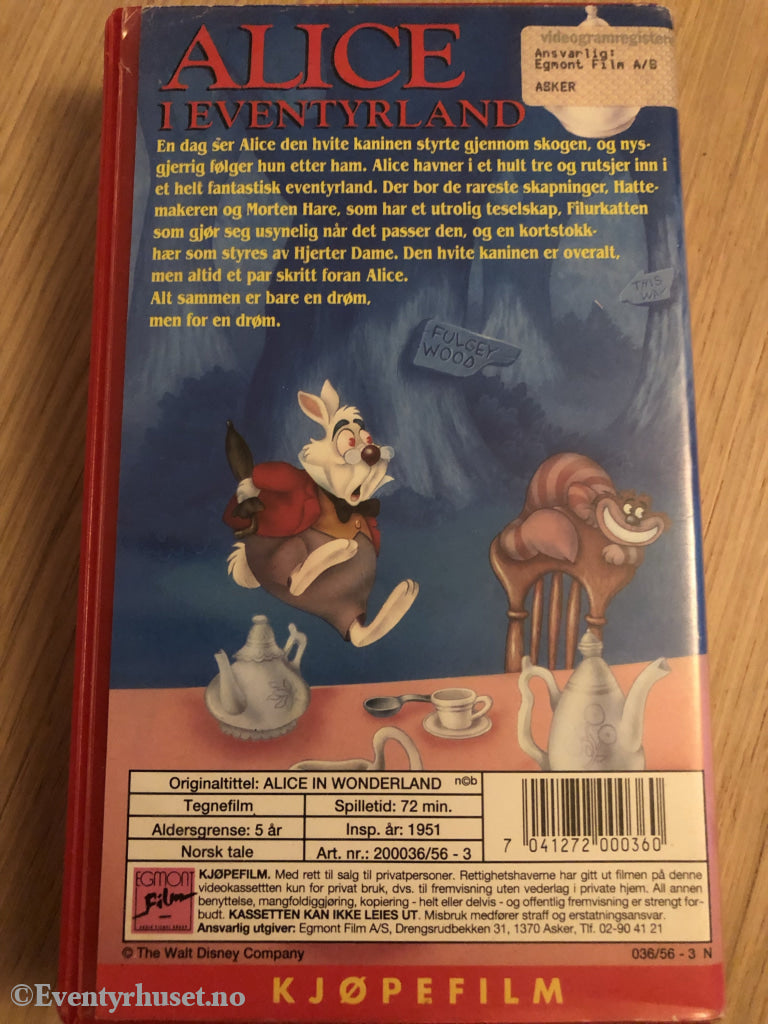 ALICE
I EVENTYRLAND
videogramregisteret
Ansvarlig:
Egmont Film A/S
ASKER
En dag ser Alice den hvite kaninen styrte gjennom skogen, og nys-
gjerrig følger hun etter ham. Alice havner i et hult tre og rutsjer inn i
et helt fantastisk eventyrland. Der bor de rareste skapninger, Hatte-
makeren og Morten Hare, som har et utrolig teselskap, Filurkatten
som gjør seg usynelig når det passer den, og en kortstokk-
hær som styres av Hjerter Dame. Den hvite kaninen er overalt,
men altid et par skritt foran Alice.
Alt sammen er bare en drøm,
men for en drøm.
THIS
WAY
FULGEY
WOOD
Originaltittel: ALICE IN WONDERLAND n©b
Tegnefilm Spilletid: 72 min.
Aldersgrense: 5 år Insp. år: 1951
Norsk tale Art. nr.: 200036/56 - 3
7 041272 000360
EGMONT
Film
KJØPEFILM. Med rett til salg til privatpersoner. Rettighetshaverne har gitt ut filmen på denne
videokassettten kun for privat bruk, dvs. til fremvisning uten vederlag i private hjem. All annen
benyttelse, mangfoldiggjøring, kopiering - helt eller delvis - og offentlig fremvisning er strengt for-
budt. KASSETTEN KAN IKKE LEIES UT. Misbruk medfører straff og erstatningsansvar.
Ansvarlig utgiver: Egmont Film A/S, Drengsrudbekken 31, 1370 Asker, Tlf. 02-90 41 21
© The Walt Disney Company 036/56 - 3 N
KJØPEFILM
©Eventyrhuset.no